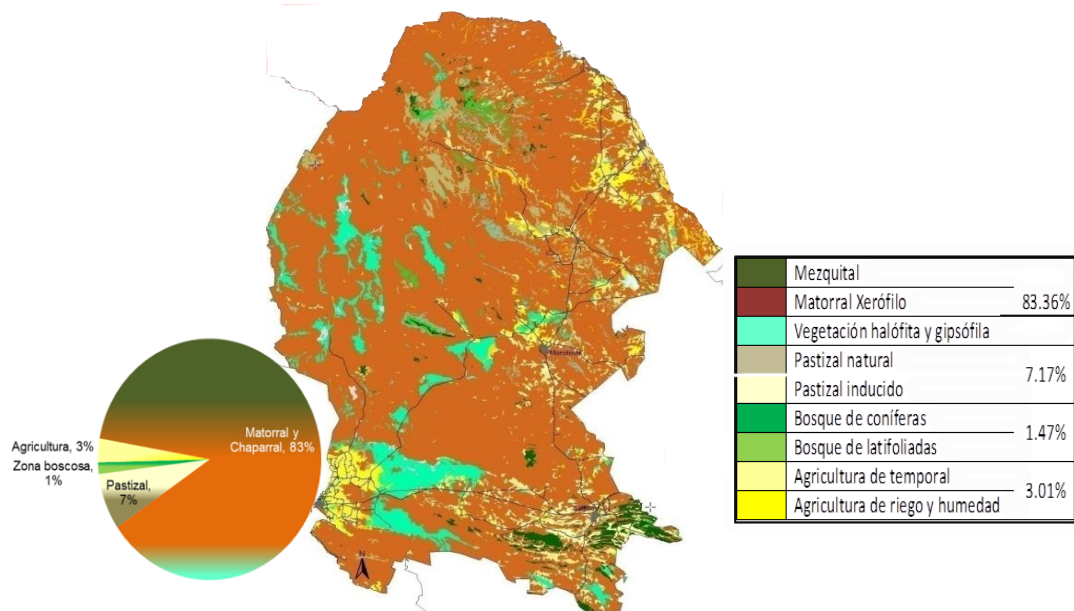 Matorral y
Chaparral, 83%
Agricultura, 3%
Zona boscosa,
1%
Pastizal,
7%
Monclova
Saltillo
N
Mezquital
Matorral Xerófilo
83.36%
Vegetación halófita y gipsófila
Pastizal natural
7.17%
Pastizal inducido
Bosque de coníferas
1.47%
Bosque de latifoliadas
Agricultura de temporal
3.01%
Agricultura de riego y humedad